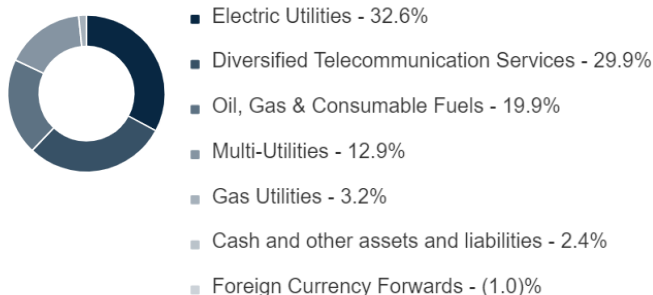 Electric Utilities - 32.6%
Diversified Telecommunication Services - 29.9%
Oil, Gas & Consumable Fuels - 19.9%
Multi-Utilities - 12.9%
Gas Utilities - 3.2%
Cash and other assets and liabilities - 2.4%
Foreign Currency Forwards - (1.0)%